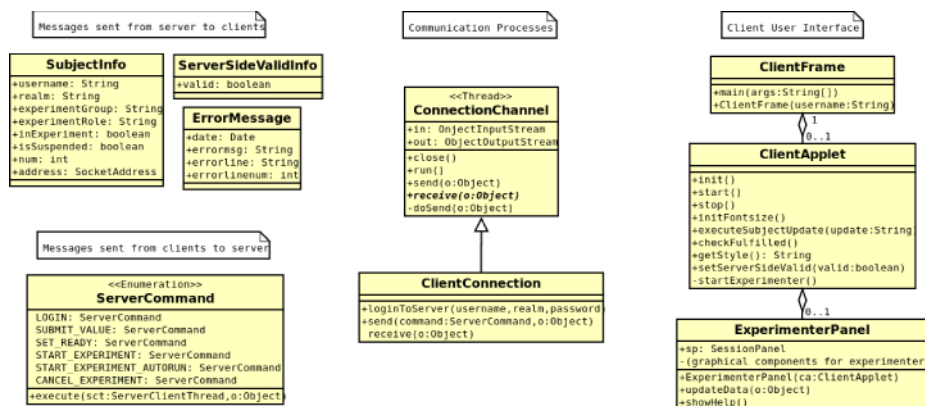 Messages sent from server to clients
SubjectInfo
+username: String
+realm: String
+experimentGroup: String
+experimentRole: String
+inExperiment: boolean
+isSuspended: boolean
+num: int
+address: SocketAddress
ServerSideValidInfo
+valid: boolean
ErrorMessage
+date: Date
+errormsg: String
+errorline: String
+errorlinenum: int
Messages sent from clients to server
<<Enumeration>>
ServerCommand
LOGIN: ServerCommand
SUBMIT_VALUE: ServerCommand
SET_READY: ServerCommand
START_EXPERIMENT: ServerCommand
START_EXPERIMENT_AUTORUN: ServerCommand
CANCEL_EXPERIMENT: ServerCommand
+execute(sct:ServerClientThread,o:Object)
Communication Processes
<<Thread>>
ConnectionChannel
+in: OnjectInputStream
+out: ObjectOutputStream
+close()
+run()
+send(o:Object)
+receive(o:Object)
-doSend(o:Object)
ClientConnection
+loginToServer(username,realm,password)
+send(command:ServerCommand,o:Object)
receive(o:Object)
Client User Interface
ClientFrame
+main(args:String[])
+ClientFrame(username:String)
1
0..1
ClientApplet
+init()
+start()
+stop()
+initFontsize()
+executeSubjectUpdate(update:String
+checkFulfilled()
+getStyle(): String
+setServerSideValid(valid:boolean)
-startExperimenter()
1
0..1
ExperimenterPanel
+sp: SessionPanel
-(graphical components for experimenter
+ExperimenterPanel(ca:ClientApplet)
+updateData(o:Object)
+showHelp()